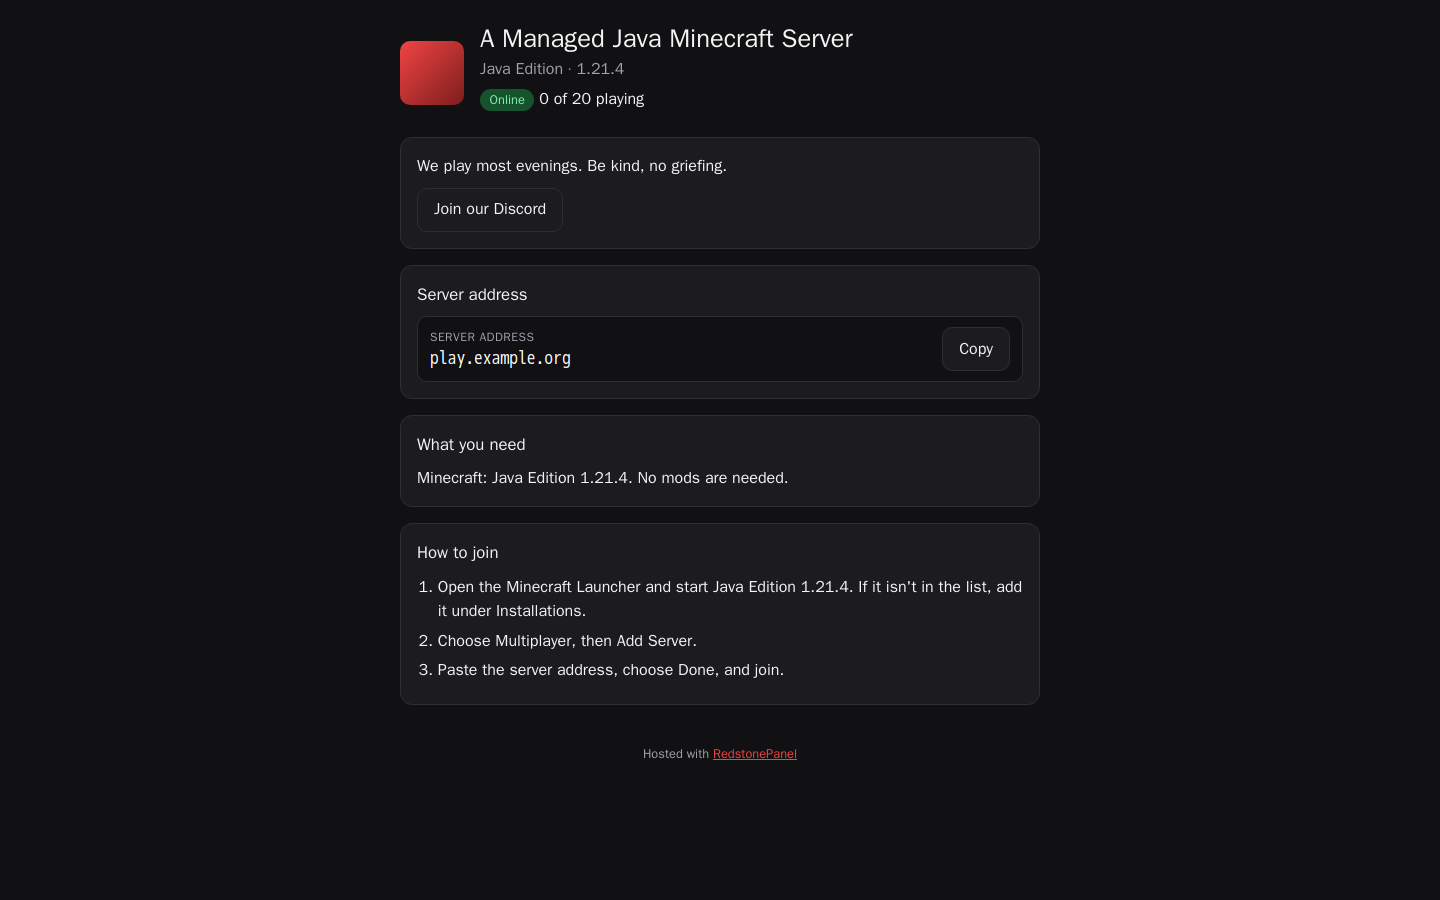 A Managed Java Minecraft Server
Java Edition · 1.21.4
Online 0 of 20 playing
We play most evenings. Be kind, no griefing.
Join our Discord
Server address
SERVER ADDRESS
play.example.org
Copy
What you need
Minecraft: Java Edition 1.21.4. No mods are needed.
How to join
1. Open the Minecraft Launcher and start Java Edition 1.21.4. If it isn't in the list, add
it under Installations.
2. Choose Multiplayer, then Add Server.
3. Paste the server address, choose Done, and join.
Hosted with RedstonePanel